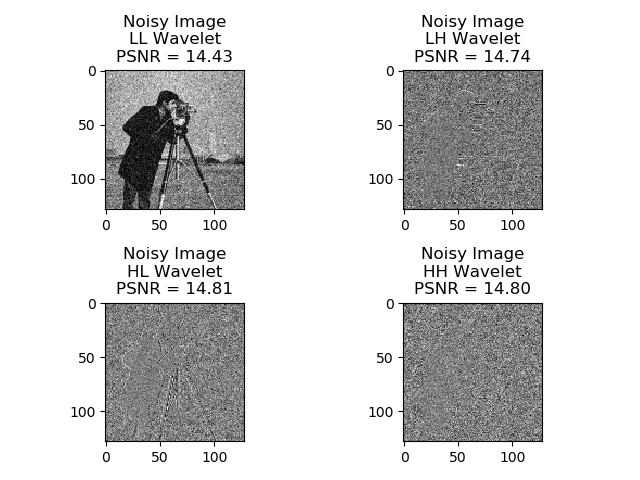 Noisy Image
LL Wavelet
PSNR = 14.43
0
50
100
0 50 100
Noisy Image
LH Wavelet
PSNR = 14.74
0
50
100
0 50 100
Noisy Image
HL Wavelet
PSNR = 14.81
0
50
100
0 50 100
Noisy Image
HH Wavelet
PSNR = 14.80
0
50
100
0 50 100